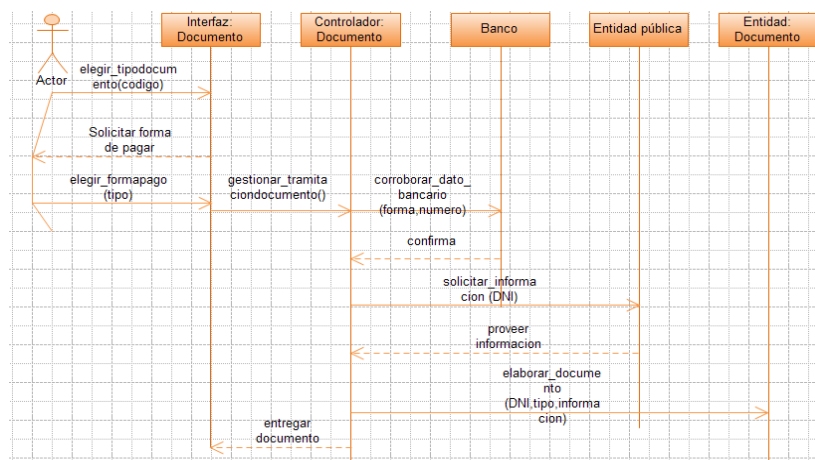 Interfaz:
Documento
Controlador:
Documento
Banco
Entidad pública
Entidad:
Documento
Actor
elegir_tipodocum
ento(codigo)
Solicitar forma
de pagar
elegir_formapago
(tipo)
gestionar_tramita
ciondocumento()
corroborar_dato_
bancario
(forma,numero)
confirma
solicitar_informa
cion (DNI)
proveer
informacion
elaborar_docume
nto
(DNI,tipo,informa
cion)
entregar
documento